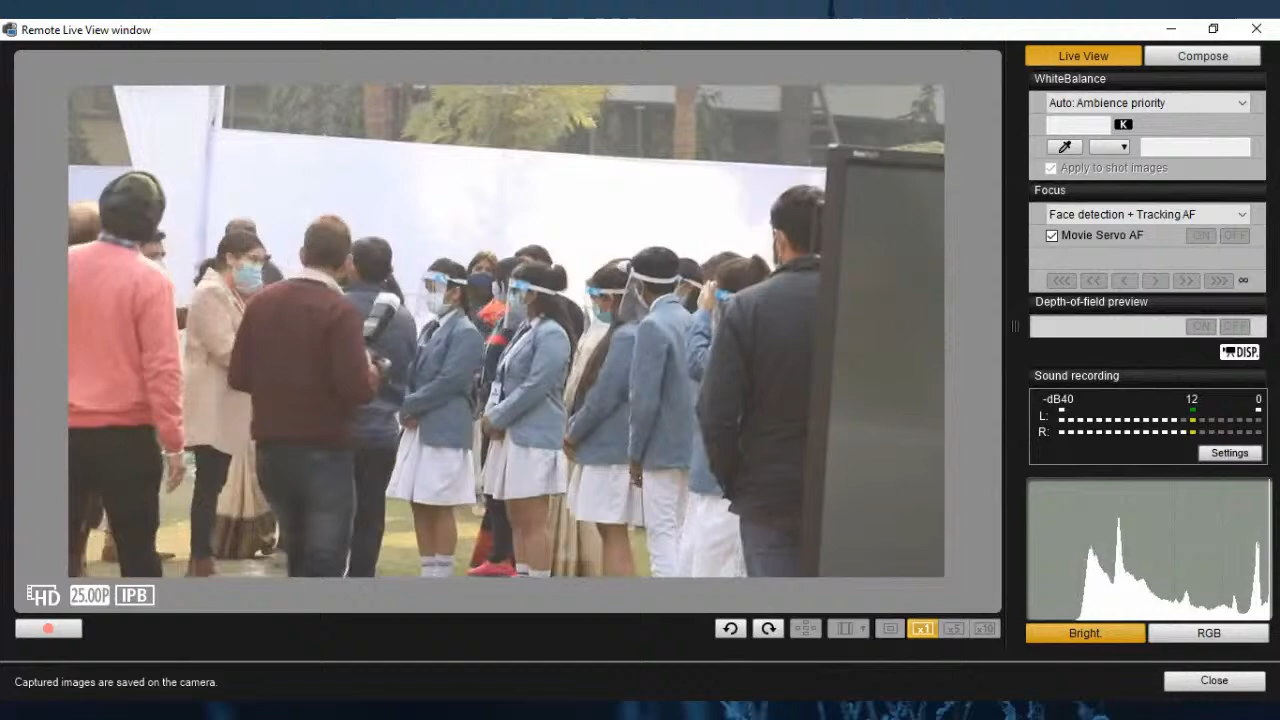 Remote Live View window
Live View
Compose
WhiteBalance
Auto: Ambience priority
K
Apply to shot images
Focus
Face detection + Tracking AF
Movie Servo AF
ON
OFF
<<<
<<
<
>
>>
>>>
∞
Depth-of-field preview
ON
OFF
DISP.
Sound recording
-dB40
12
0
L:
R:
Settings
HD
25.00P
IPB
x1
x5
x10
Bright.
RGB
Captured images are saved on the camera.
Close